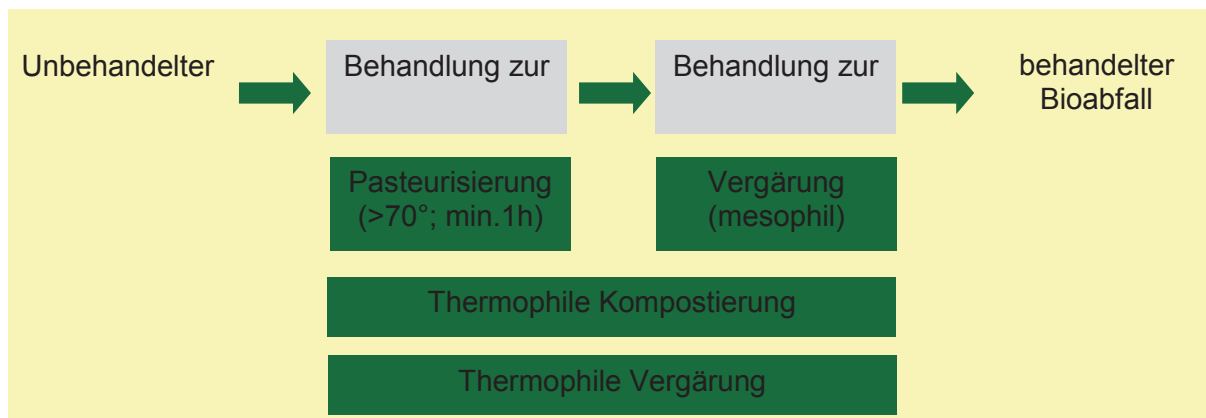 Unbehandelter
Behandlung zur
Behandlung zur
behandelter
Bioabfall
Pasteurisierung
(>70°; min.1h)
Vergärung
(mesophil)
Thermophile Kompostierung
Thermophile Vergärung